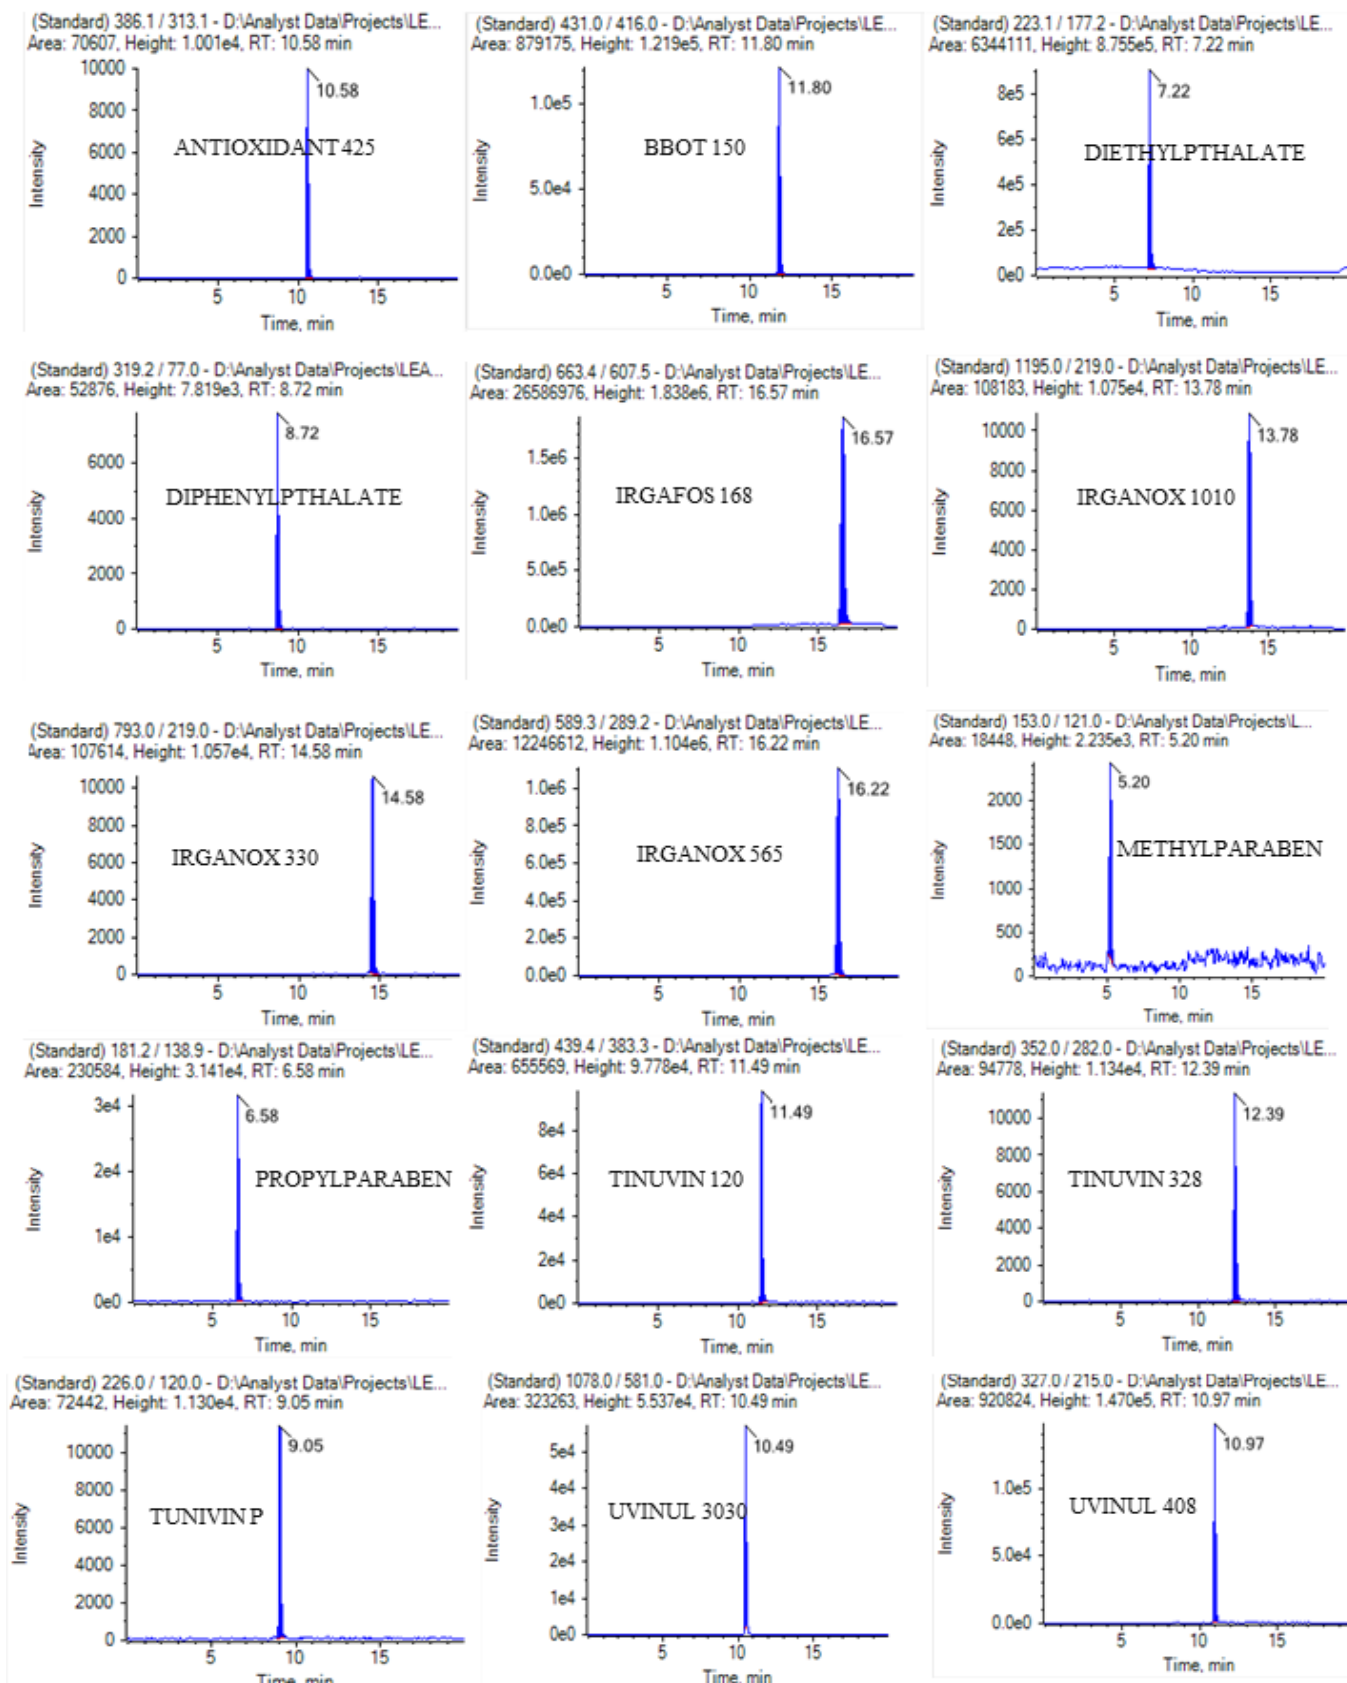 (Standard) 386.1 / 313.1 - D:\Analyst Data\Projects\LE...
Area: 70607, Height: 1.001e4, RT: 10.58 min
10000
8000
6000
4000
2000
0
Intensity
10.58
ANTIOXIDANT 425
5 10 15
Time, min
(Standard) 431.0 / 416.0 - D:\Analyst Data\Projects\LE...
Area: 879175, Height: 1.219e5, RT: 11.80 min
1.0e5
5.0e4
0.0e0
Intensity
11.80
BBOT 150
5 10 15
Time, min
(Standard) 223.1 / 177.2 - D:\Analyst Data\Projects\LE...
Area: 6344111, Height: 8.755e5, RT: 7.22 min
8e5
6e5
4e5
2e5
0e0
Intensity
7.22
DIETHYLPTHALATE
5 10 15
Time, min
(Standard) 319.2 / 77.0 - D:\Analyst Data\Projects\LEA...
Area: 52876, Height: 7.819e3, RT: 8.72 min
6000
4000
2000
0
Intensity
8.72
DIPHENYLPTHALATE
5 10 15
Time, min
(Standard) 663.4 / 607.5 - D:\Analyst Data\Projects\LE...
Area: 26586976, Height: 1.838e6, RT: 16.57 min
1.5e6
1.0e6
5.0e5
0.0e0
Intensity
16.57
IRGAFOS 168
5 10 15
Time, min
(Standard) 1195.0 / 219.0 - D:\Analyst Data\Projects\LE...
Area: 108183, Height: 1.075e4, RT: 13.78 min
10000
8000
6000
4000
2000
0
Intensity
13.78
IRGANOX 1010
5 10 15
Time, min
(Standard) 793.0 / 219.0 - D:\Analyst Data\Projects\LE...
Area: 107614, Height: 1.057e4, RT: 14.58 min
10000
8000
6000
4000
2000
0
Intensity
14.58
IRGANOX 330
5 10 15
Time, min
(Standard) 589.3 / 289.2 - D:\Analyst Data\Projects\LE...
Area: 12246612, Height: 1.104e6, RT: 16.22 min
1.0e6
8.0e5
6.0e5
4.0e5
2.0e5
0.0e0
Intensity
16.22
IRGANOX 565
5 10 15
Time, min
(Standard) 153.0 / 121.0 - D:\Analyst Data\Projects\L...
Area: 18448, Height: 2.235e3, RT: 5.20 min
2000
1500
1000
500
0
Intensity
5.20
METHYLPARABEN
5 10 15
Time, min
(Standard) 181.2 / 138.9 - D:\Analyst Data\Projects\LE...
Area: 230584, Height: 3.141e4, RT: 6.58 min
3e4
2e4
1e4
0e0
Intensity
6.58
PROPYLPARABEN
5 10 15
Time, min
(Standard) 439.4 / 383.3 - D:\Analyst Data\Projects\LE...
Area: 655569, Height: 9.778e4, RT: 11.49 min
8e4
6e4
4e4
2e4
0e0
Intensity
11.49
TINUVIN 120
5 10 15
Time, min
(Standard) 352.0 / 282.0 - D:\Analyst Data\Projects\LE...
Area: 94778, Height: 1.134e4, RT: 12.39 min
10000
8000
6000
4000
2000
0
Intensity
12.39
TINUVIN 328
5 10 15
Time, min
(Standard) 226.0 / 120.0 - D:\Analyst Data\Projects\LE...
Area: 72442, Height: 1.130e4, RT: 9.05 min
10000
8000
6000
4000
2000
0
Intensity
9.05
TUNIVIN P
5 10 15
Time, min
(Standard) 1078.0 / 581.0 - D:\Analyst Data\Projects\LE...
Area: 323263, Height: 5.537e4, RT: 10.49 min
5e4
4e4
3e4
2e4
1e4
0e0
Intensity
10.49
UVINUL 3030
5 10 15
Time, min
(Standard) 327.0 / 215.0 - D:\Analyst Data\Projects\LE...
Area: 920824, Height: 1.470e5, RT: 10.97 min
1.0e5
5.0e4
0.0e0
Intensity
10.97
UVINUL 408
5 10 15
Time, min